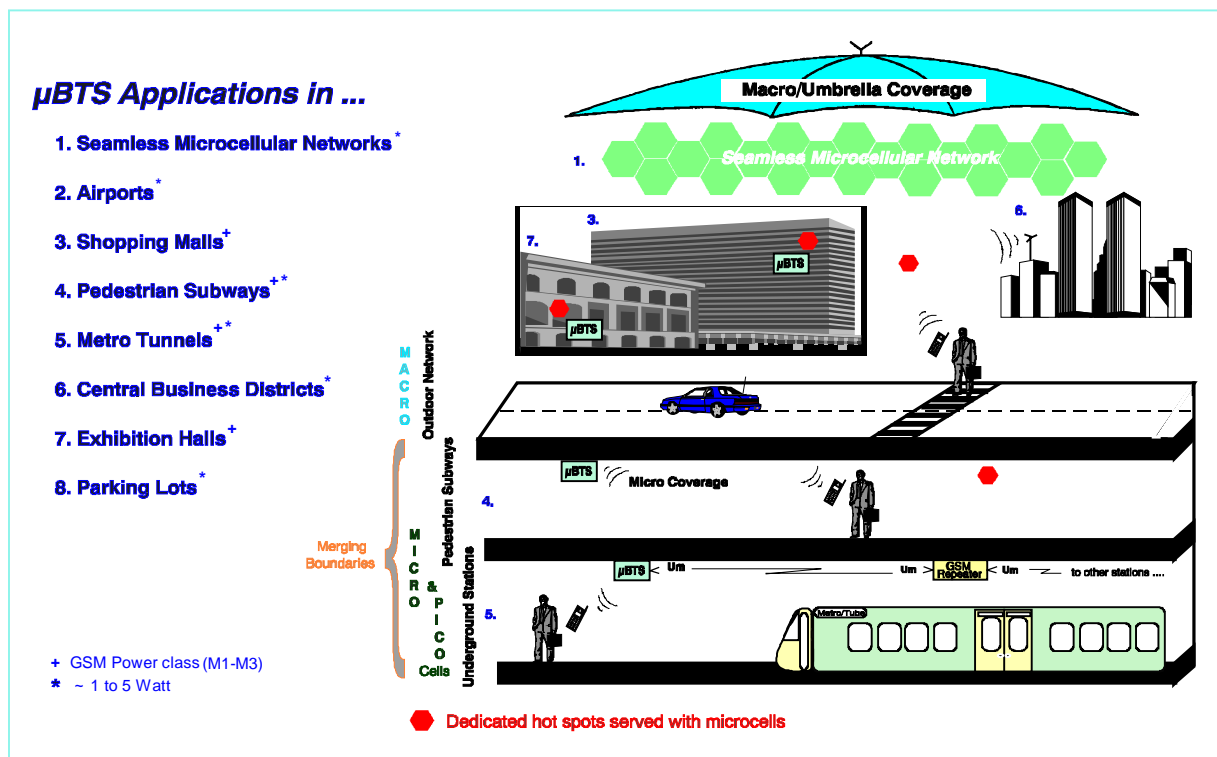 µBTS Applications in ...
1. Seamless Microcellular Networks*
2. Airports*
3. Shopping Malls+
4. Pedestrian Subways+*
5. Metro Tunnels+*
6. Central Business Districts*
7. Exhibition Halls+
8. Parking Lots*
+ GSM Power class (M1-M3)
* ~ 1 to 5 Watt
Macro/Umbrella Coverage
1.
Seamless Microcellular Network
3.
7.
µBTS
µBTS
6.
MACRO
Outdoor Network
Merging
Boundaries
MICRO
&
PICO
Cells
Pedestrian Subways
Underground Stations
µBTS
Micro Coverage
4.
µBTS
Um
Um
GSM
Repeater
Um
to other stations ....
5.
Metro/Tube
Dedicated hot spots served with microcells